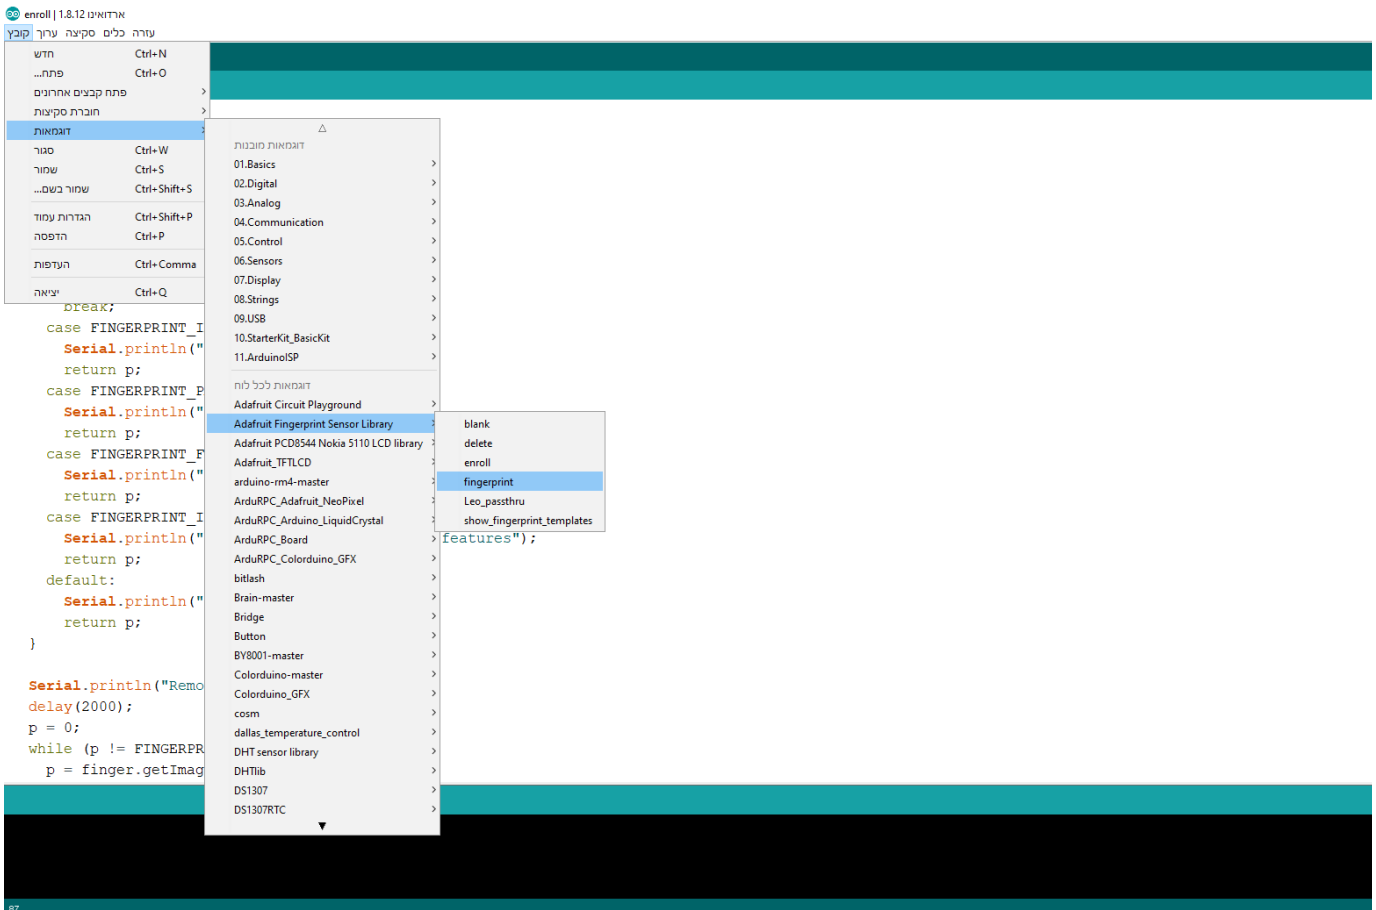 enroll | 1.8.12 ארדואינו
קובץ ערוך סקיצה כלים עזרה
חדש Ctrl+N
פתח... Ctrl+O
פתח קבצים אחרונים
חוברת סקיצות
דוגמאות
סגור Ctrl+W
שמור Ctrl+S
שמור בשם... Ctrl+Shift+S
הגדרות עמוד Ctrl+Shift+P
הדפסה Ctrl+P
העדפות Ctrl+Comma
יציאה Ctrl+Q
דוגמאות מובנות
01.Basics
02.Digital
03.Analog
04.Communication
05.Control
06.Sensors
07.Display
08.Strings
09.USB
10.StarterKit_BasicKit
11.ArduinoISP
דוגמאות לכל לוח
Adafruit Circuit Playground
Adafruit Fingerprint Sensor Library
Adafruit PCD8544 Nokia 5110 LCD library
Adafruit_TFTLCD
arduino-rm4-master
ArduRPC_Adafruit_NeoPixel
ArduRPC_Arduino_LiquidCrystal
ArduRPC_Board
ArduRPC_Colorduino_GFX
bitlash
Brain-master
Bridge
Button
BY8001-master
Colorduino-master
Colorduino_GFX
cosm
dallas_temperature_control
DHT sensor library
DHTlib
DS1307
DS1307RTC
blank
delete
enroll
fingerprint
Leo_passthru
show_fingerprint_templates
break;
case FINGERPRINT_I
Serial.println("
return p;
case FINGERPRINT_P
Serial.println("
return p;
case FINGERPRINT_F
Serial.println("
return p;
case FINGERPRINT_I
Serial.println(" features");
return p;
default:
Serial.println("
return p;
}
Serial.println("Remo
delay(2000);
p = 0;
while (p != FINGERPR
p = finger.getImag